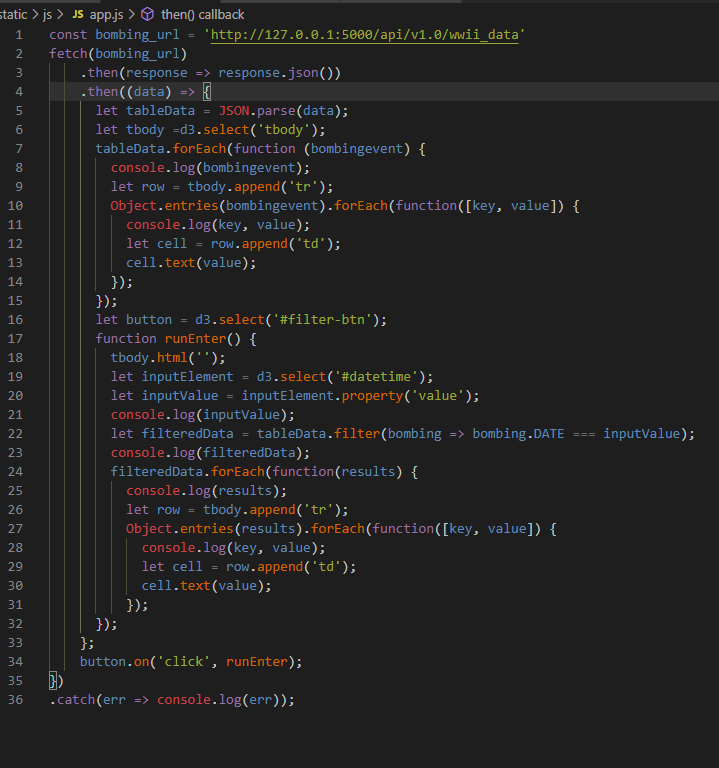 static > js > JS app.js > then() callback
1 const bombing_url = 'http://127.0.0.1:5000/api/v1.0/wwii_data'
2 fetch(bombing_url)
3     .then(response => response.json())
4     .then((data) => {
5       let tableData = JSON.parse(data);
6       let tbody =d3.select('tbody');
7       tableData.forEach(function (bombingevent) {
8         console.log(bombingevent);
9         let row = tbody.append('tr');
10         Object.entries(bombingevent).forEach(function([key, value]) {
11           console.log(key, value);
12           let cell = row.append('td');
13           cell.text(value);
14         });
15       });
16       let button = d3.select('#filter-btn');
17       function runEnter() {
18         tbody.html('');
19         let inputElement = d3.select('#datetime');
20         let inputValue = inputElement.property('value');
21         console.log(inputValue);
22         let filteredData = tableData.filter(bombing => bombing.DATE === inputValue);
23         console.log(filteredData);
24         filteredData.forEach(function(results) {
25           console.log(results);
26           let row = tbody.append('tr');
27           Object.entries(results).forEach(function([key, value]) {
28             console.log(key, value);
29             let cell = row.append('td');
30             cell.text(value);
31           });
32       });
33     };
34     button.on('click', runEnter);
35 })
36 .catch(err => console.log(err));